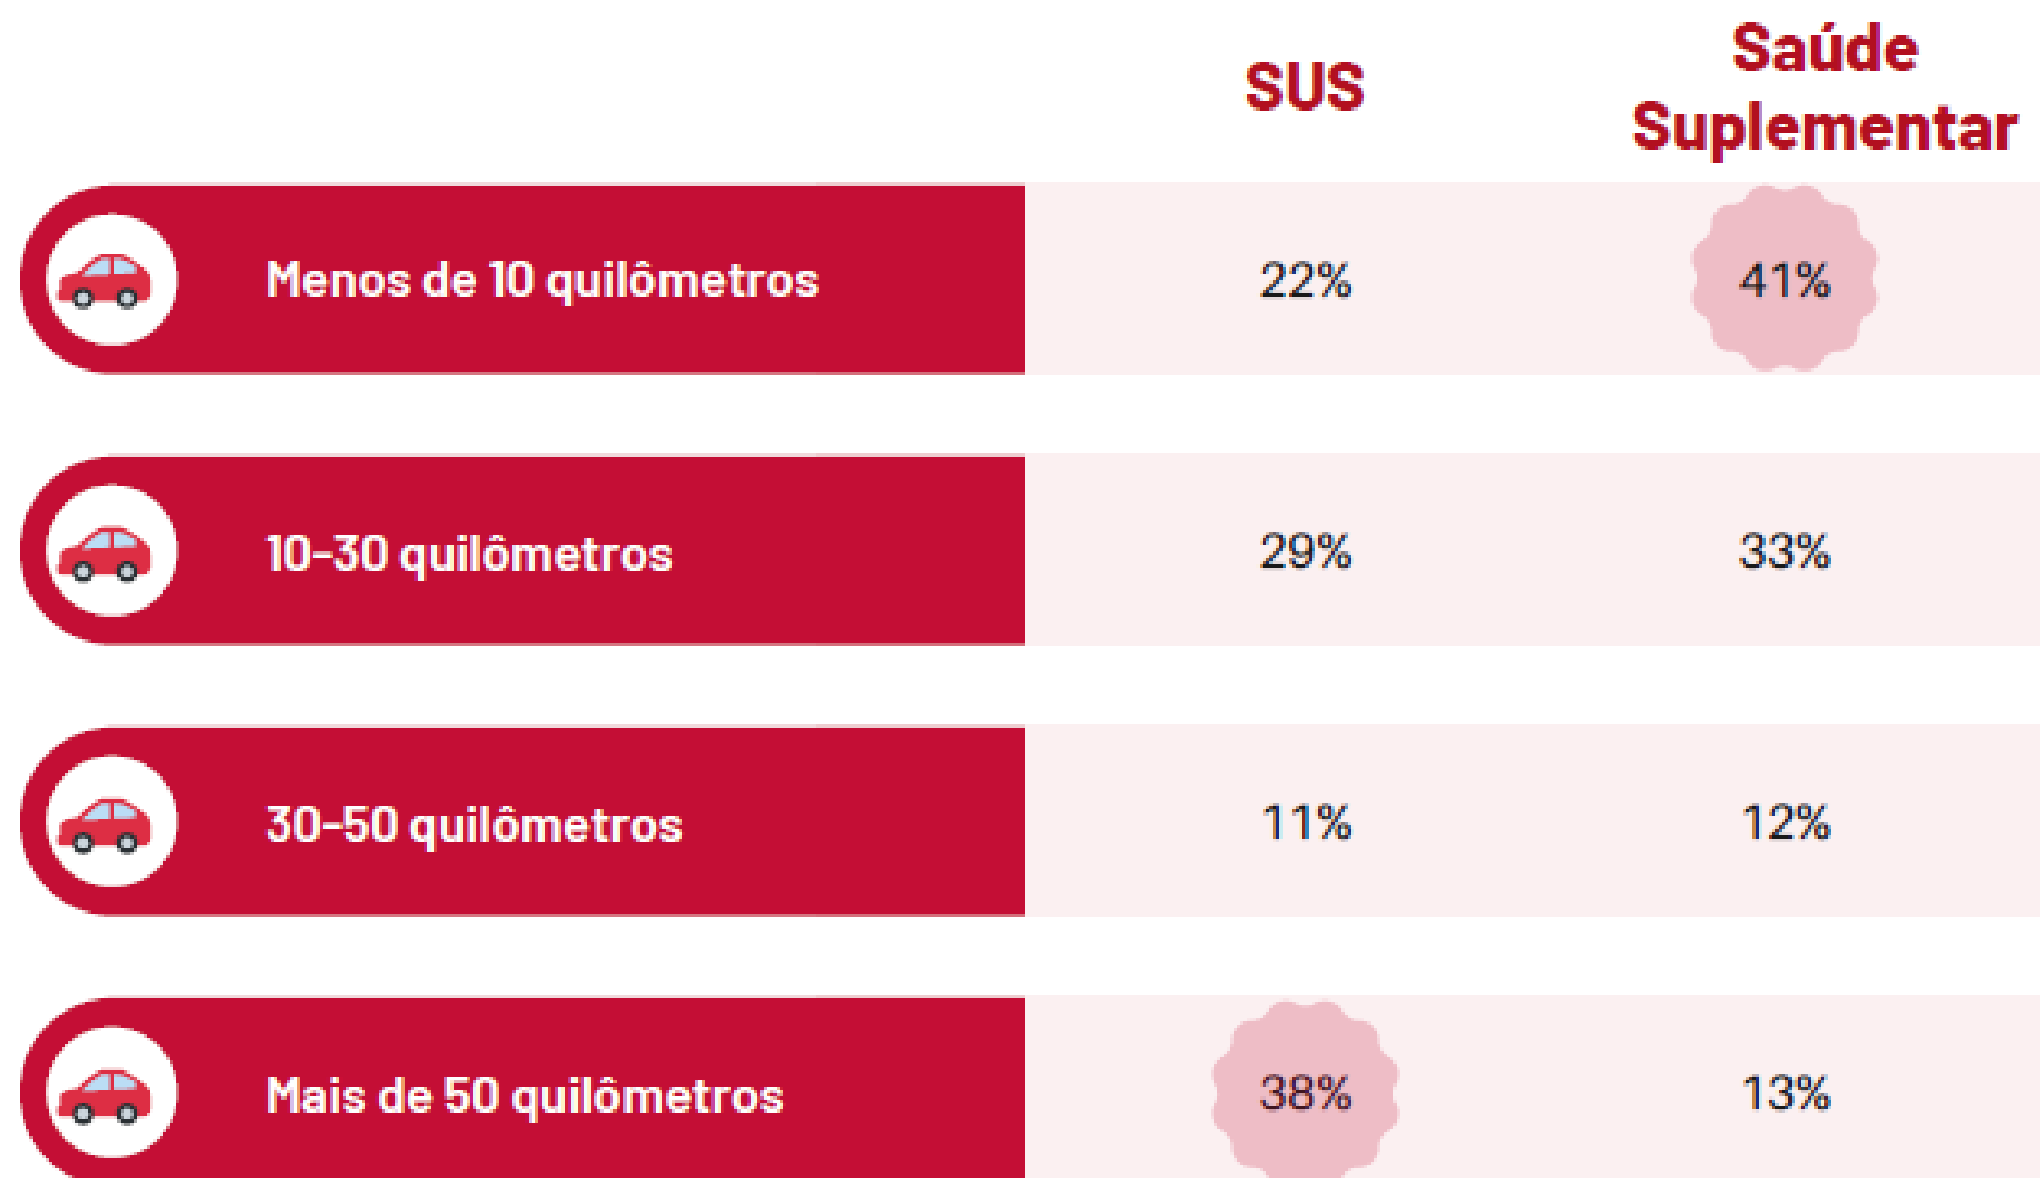 SUS
Saúde
Suplementar
Menos de 10 quilômetros 22% 41%
10-30 quilômetros 29% 33%
30-50 quilômetros 11% 12%
Mais de 50 quilômetros 38% 13%